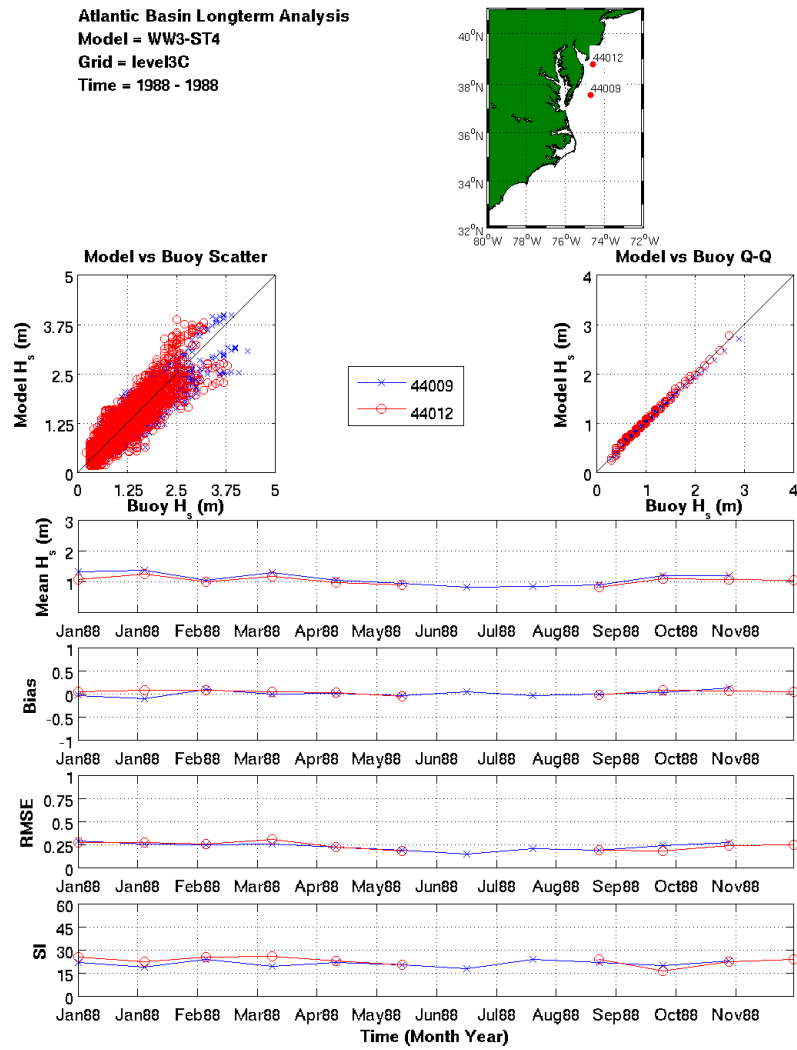 Atlantic Basin Longterm Analysis
Model = WW3-ST4
Grid = level3C
Time = 1988 - 1988
40°N
38°N
36°N
34°N
32°N
80°W 78°W 76°W 74°W 72°W
44012
44009
Model vs Buoy Scatter
Model Hs (m)
5
3.75
2.5
1.25
0
0 1.25 2.5 3.75 5
Buoy Hs (m)
44009
44012
Model vs Buoy Q-Q
Model Hs (m)
4
3
2
1
0
0 1 2 3 4
Buoy Hs (m)
Mean Hs (m)
3
2
1
Jan88 Jan88 Feb88 Mar88 Apr88 May88 Jun88 Jul88 Aug88 Sep88 Oct88 Nov88
Bias
1
0.5
0
-0.5
-1
Jan88 Jan88 Feb88 Mar88 Apr88 May88 Jun88 Jul88 Aug88 Sep88 Oct88 Nov88
RMSE
1
0.75
0.5
0.25
0
Jan88 Jan88 Feb88 Mar88 Apr88 May88 Jun88 Jul88 Aug88 Sep88 Oct88 Nov88
SI
60
45
30
15
0
Jan88 Jan88 Feb88 Mar88 Apr88 May88 Jun88 Jul88 Aug88 Sep88 Oct88 Nov88
Time (Month Year)